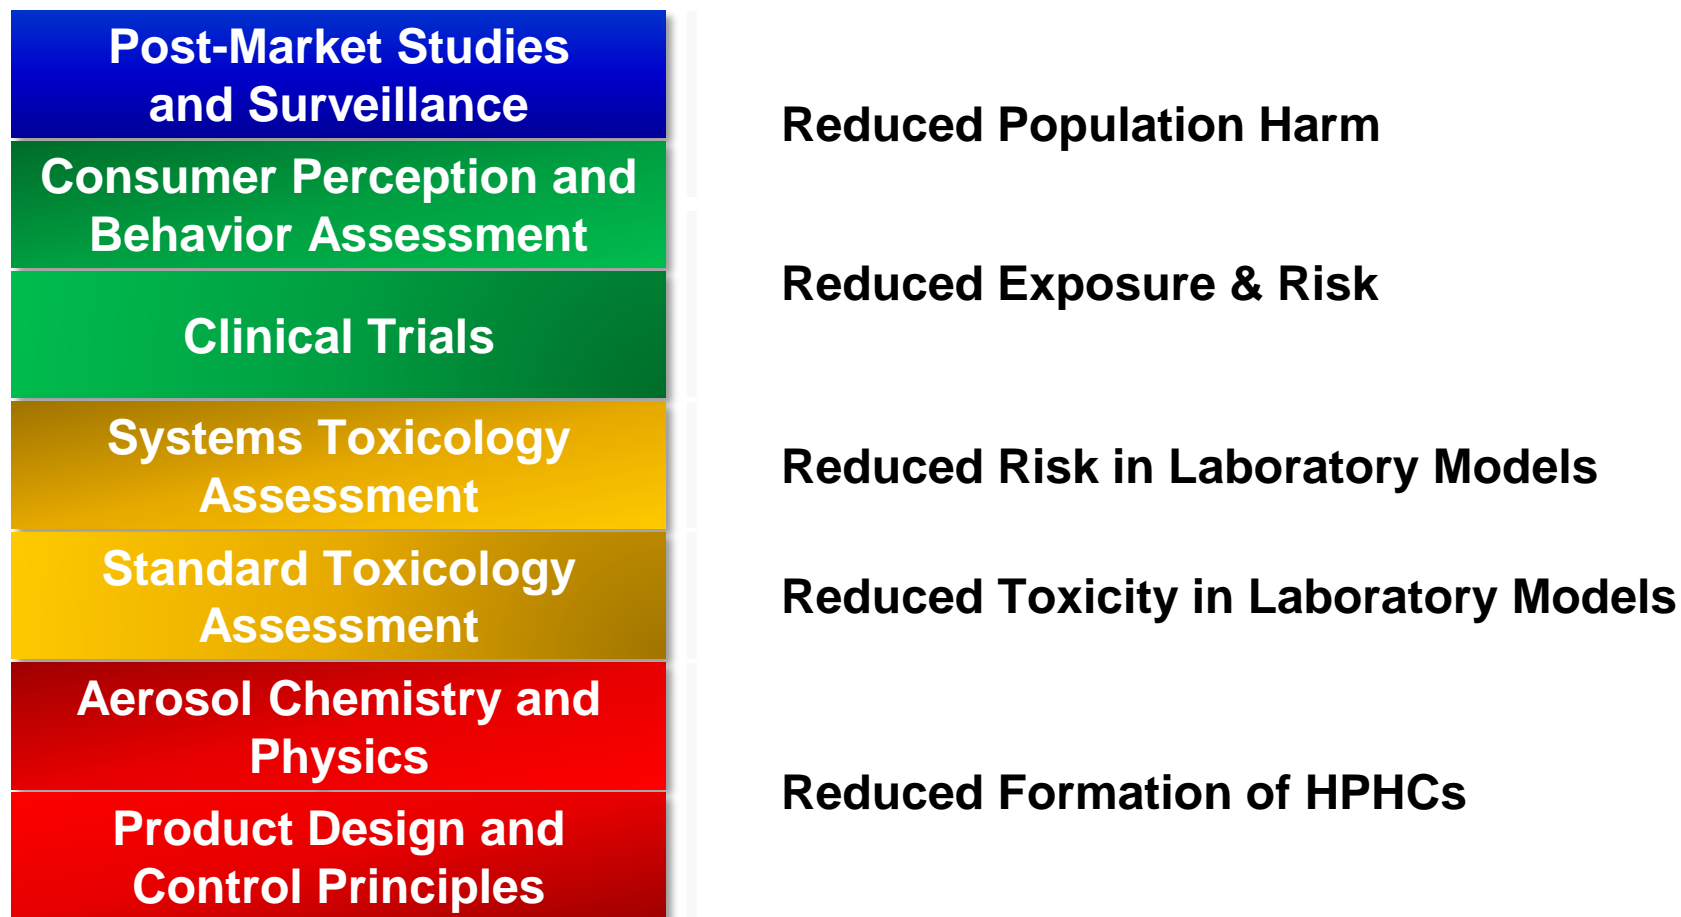 Post-Market Studies
and Surveillance
Consumer Perception and
Behavior Assessment
Clinical Trials
Systems Toxicology
Assessment
Standard Toxicology
Assessment
Aerosol Chemistry and
Physics
Product Design and
Control Principles
Reduced Population Harm
Reduced Exposure & Risk
Reduced Risk in Laboratory Models
Reduced Toxicity in Laboratory Models
Reduced Formation of HPHCs